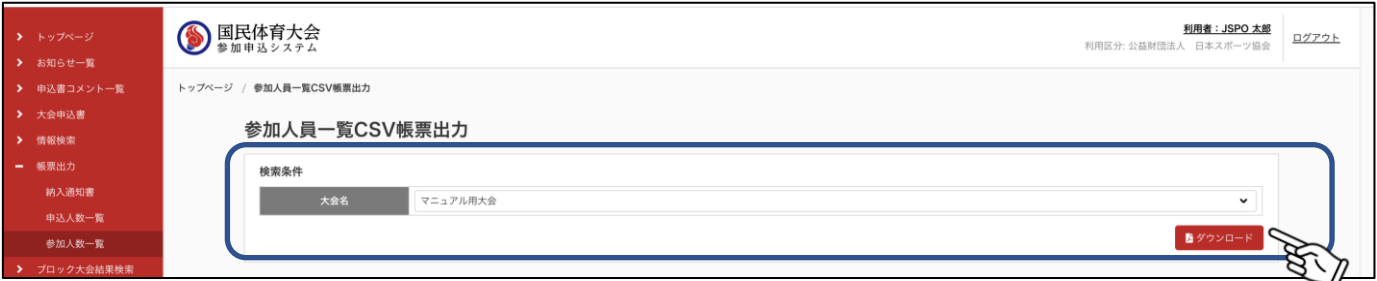 トップページ
お知らせ一覧
申込書コメント一覧
大会申込書
情報検索
帳票出力
納入通知書
申込人数一覧
参加人数一覧
ブロック大会結果検索
国民体育大会
参加申込システム
利用者：JSPO 太郎
利用区分: 公益財団法人 日本スポーツ協会
ログアウト
トップページ / 参加人員一覧CSV帳票出力
参加人員一覧CSV帳票出力
検索条件
大会名 マニュアル用大会
ダウンロード